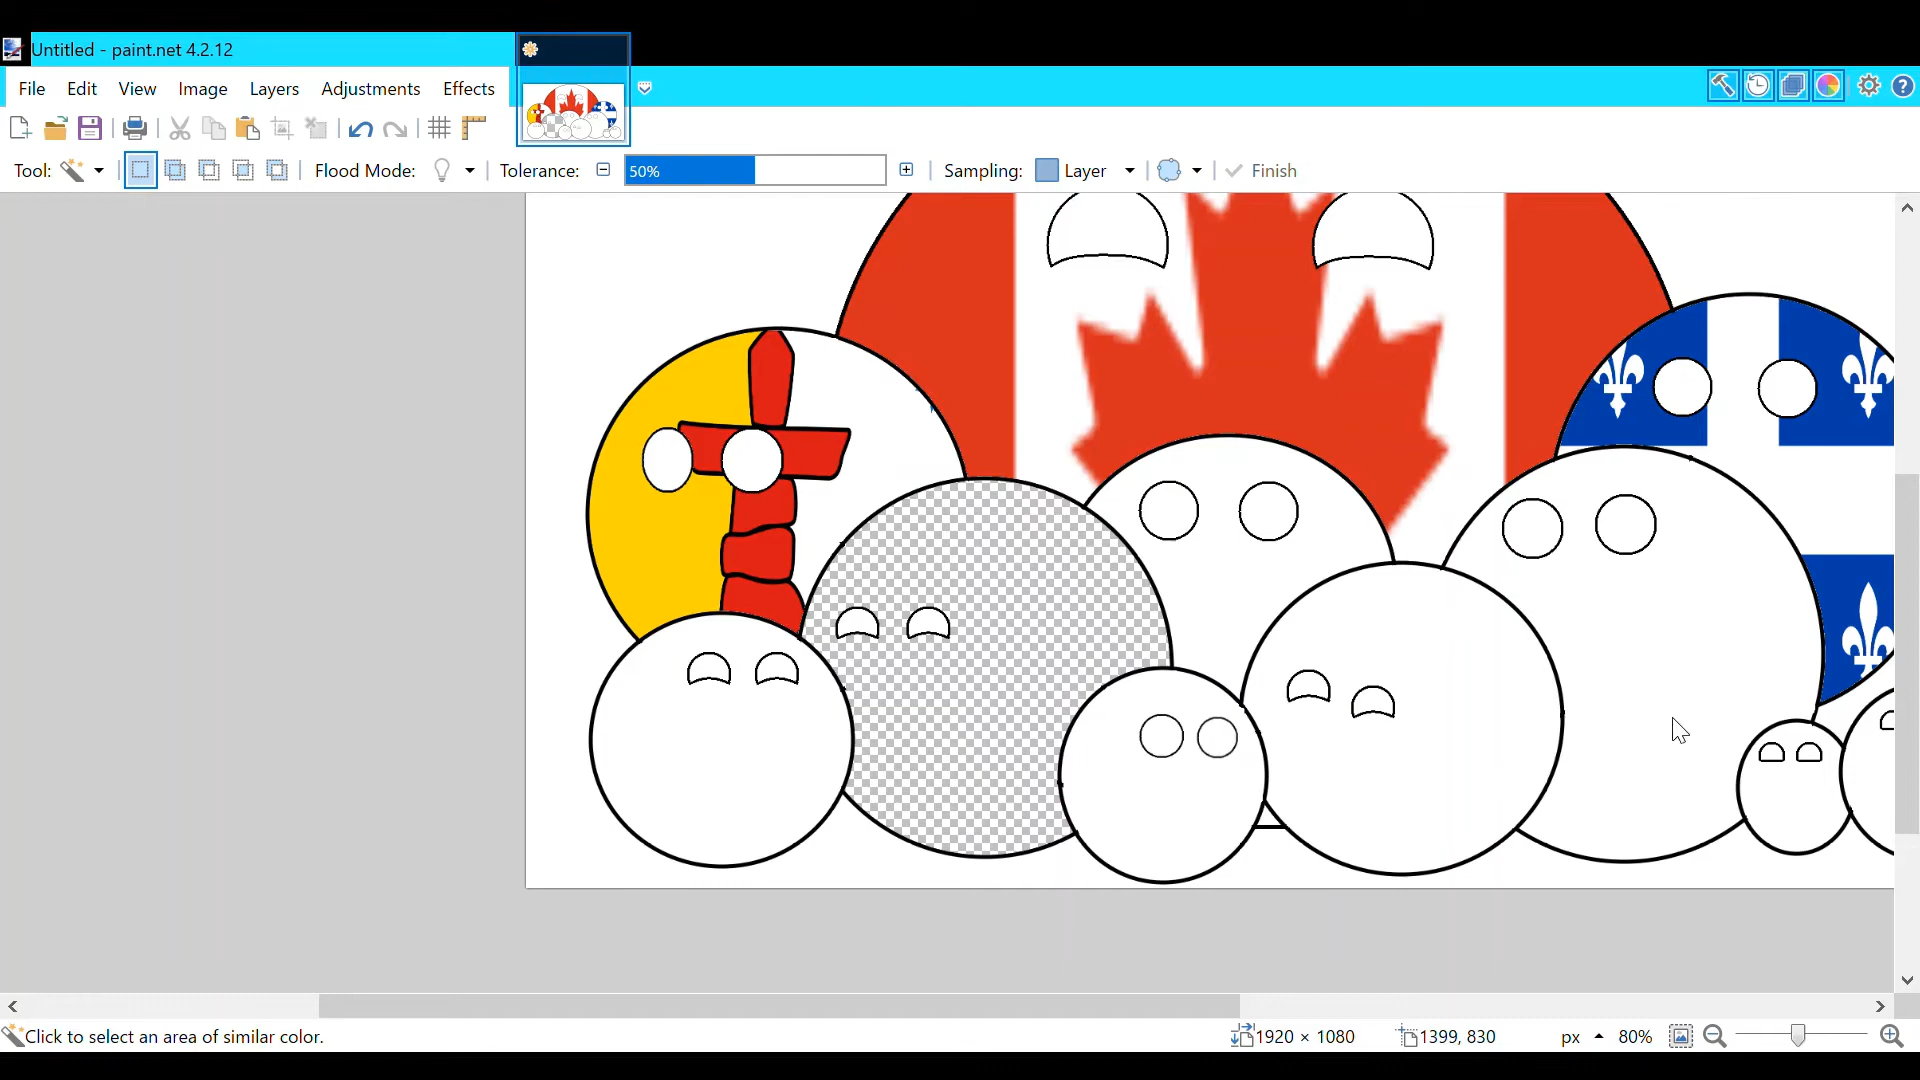 Untitled - paint.net 4.2.12
File Edit View Image Layers Adjustments Effects
Tool: Flood Mode: Tolerance: 50% Sampling: Layer Finish
Click to select an area of similar color. 1920 × 1080 1399, 830 px 80%